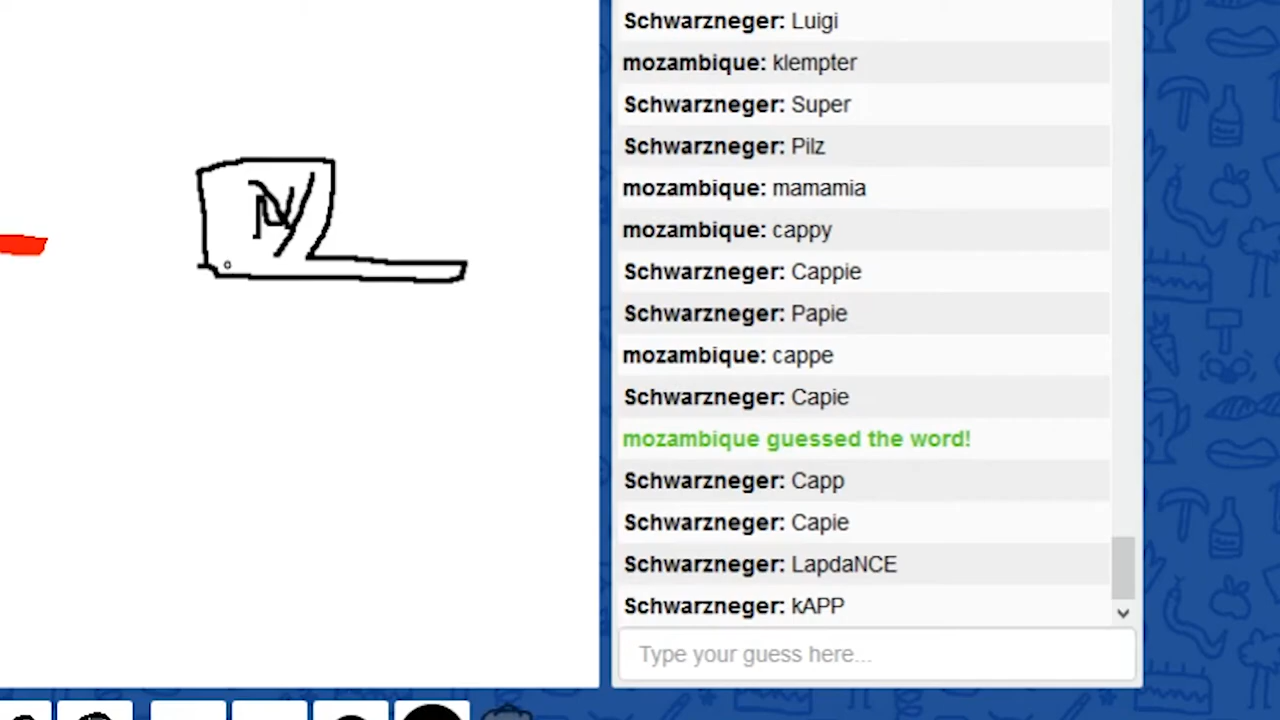 Schwarzneger: Luigi
mozambique: klempter
Schwarzneger: Super
Schwarzneger: Pilz
mozambique: mamamia
mozambique: cappy
Schwarzneger: Cappie
Schwarzneger: Papie
mozambique: cappe
Schwarzneger: Capie
mozambique guessed the word!
Schwarzneger: Capp
Schwarzneger: Capie
Schwarzneger: LapdaNCE
Schwarzneger: kAPP
Type your guess here...